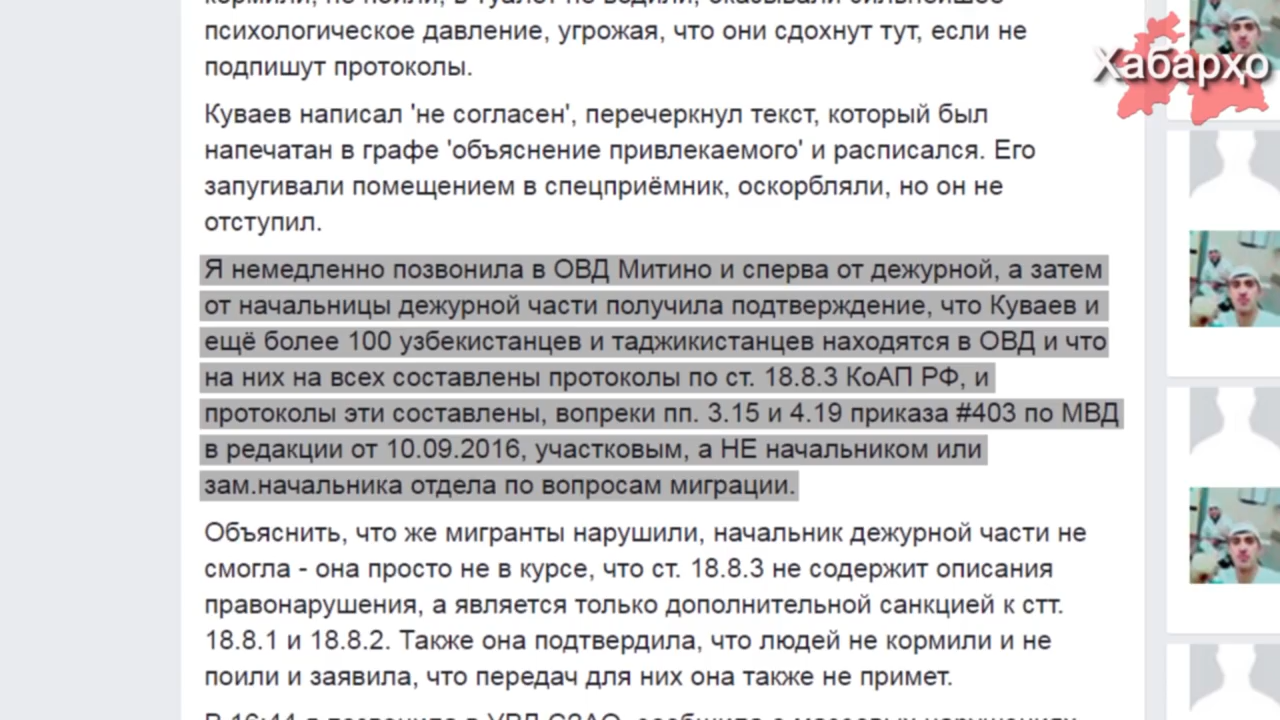 психологическое давление, угрожая, что они сдохнут тут, если не
подпишут протоколы.
Хабарҳо
Куваев написал 'не согласен', перечеркнул текст, который был
напечатан в графе 'объяснение привлекаемого' и расписался. Его
запугивали помещением в спецприёмник, оскорбляли, но он не
отступил.
Я немедленно позвонила в ОВД Митино и сперва от дежурной, а затем
от начальницы дежурной части получила подтверждение, что Куваев и
ещё более 100 узбекистанцев и таджикистанцев находятся в ОВД и что
на них на всех составлены протоколы по ст. 18.8.3 КоАП РФ, и
протоколы эти составлены, вопреки пп. 3.15 и 4.19 приказа #403 по МВД
в редакции от 10.09.2016, участковым, а НЕ начальником или
зам.начальника отдела по вопросам миграции.
Объяснить, что же мигранты нарушили, начальник дежурной части не
смогла - она просто не в курсе, что ст. 18.8.3 не содержит описания
правонарушения, а является только дополнительной санкцией к стт.
18.8.1 и 18.8.2. Также она подтвердила, что людей не кормили и не
поили и заявила, что передач для них она также не примет.